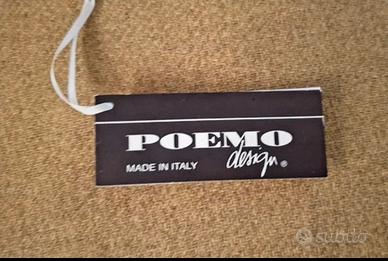 POEMO
MADE IN ITALY design ®
subito